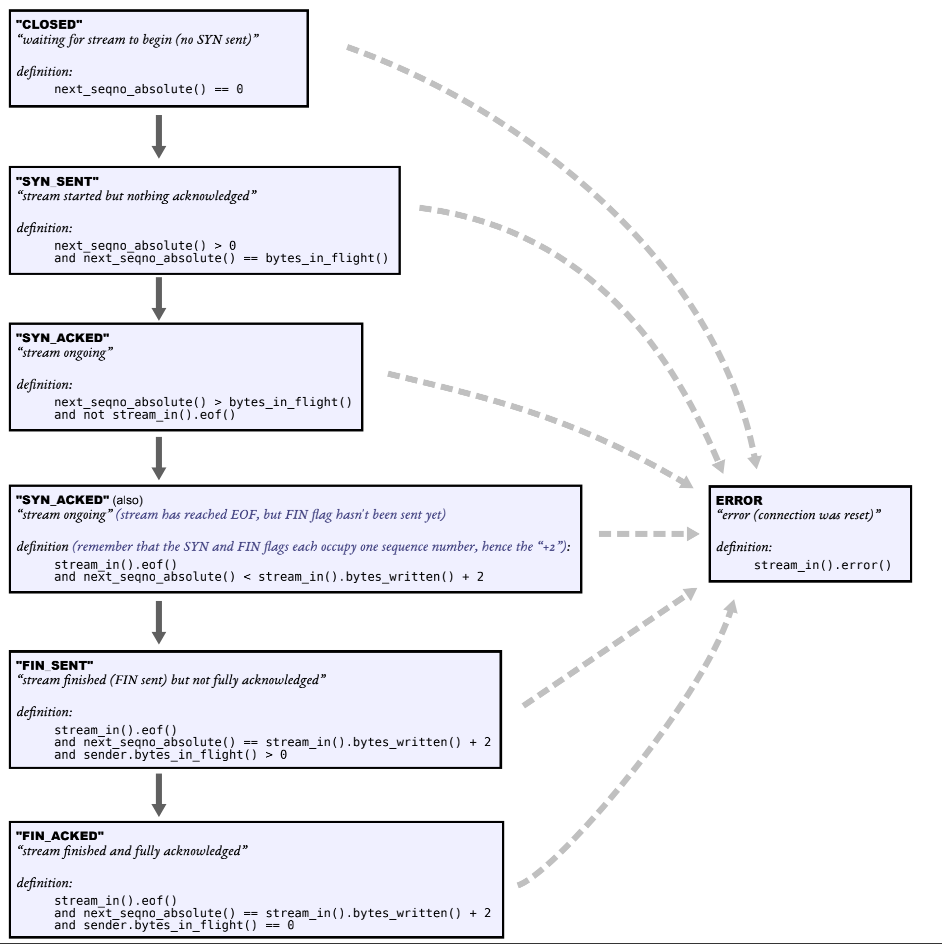 "CLOSED"
“waiting for stream to begin (no SYN sent)”
definition:
next_seqno_absolute() == 0
"SYN_SENT"
“stream started but nothing acknowledged”
definition:
next_seqno_absolute() > 0
and next_seqno_absolute() == bytes_in_flight()
"SYN_ACKED"
“stream ongoing”
definition:
next_seqno_absolute() > bytes_in_flight()
and not stream_in().eof()
"SYN_ACKED" (also)
“stream ongoing” (stream has reached EOF, but FIN flag hasn't been sent yet)
definition (remember that the SYN and FIN flags each occupy one sequence number, hence the “+2”):
stream_in().eof()
and next_seqno_absolute() < stream_in().bytes_written() + 2
ERROR
“error (connection was reset)”
definition:
stream_in().error()
"FIN_SENT"
“stream finished (FIN sent) but not fully acknowledged”
definition:
stream_in().eof()
and next_seqno_absolute() == stream_in().bytes_written() + 2
and sender.bytes_in_flight() > 0
"FIN_ACKED"
“stream finished and fully acknowledged”
definition:
stream_in().eof()
and next_seqno_absolute() == stream_in().bytes_written() + 2
and sender.bytes_in_flight() == 0